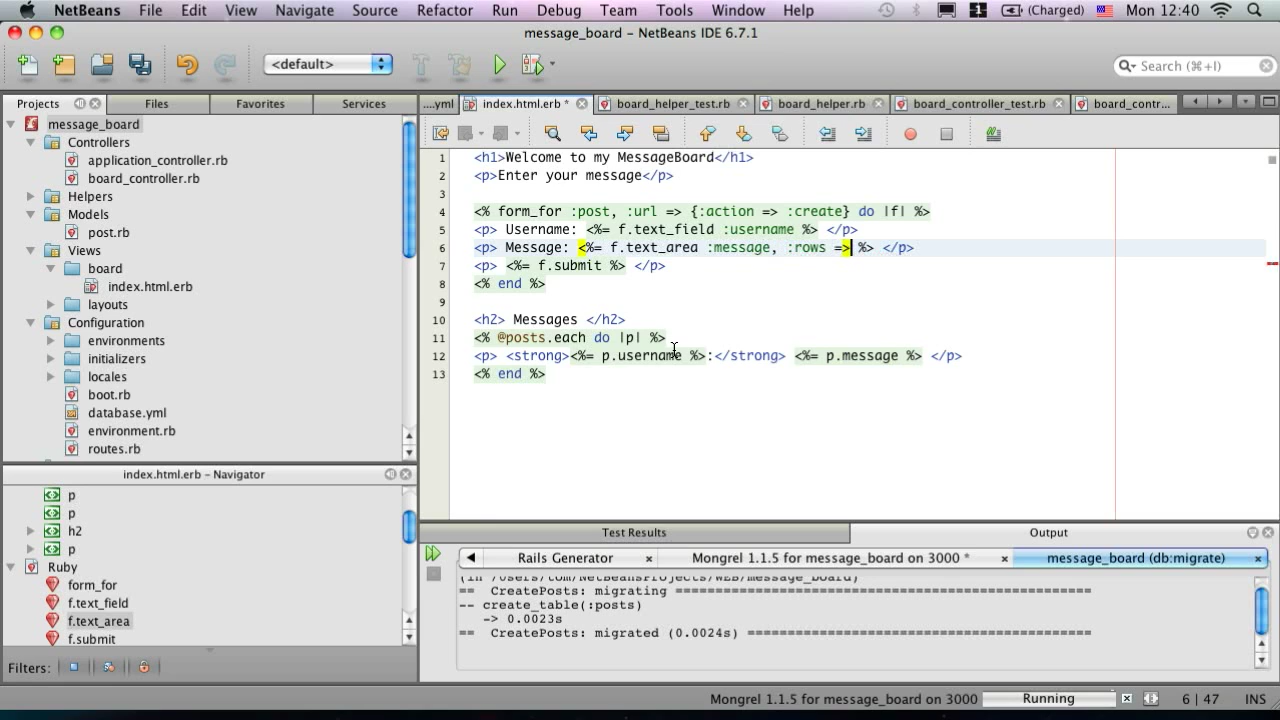 NetBeans File Edit View Navigate Source Refactor Run Debug Team Tools Window Help 1 (Charged) Mon 12:40
message_board – NetBeans IDE 6.7.1
<default> Search (⌘+I)
Projects Files Favorites Services
....yml index.html.erb * board_helper_test.rb board_helper.rb board_controller_test.rb board_contr...
message_board
Controllers
application_controller.rb
board_controller.rb
Helpers
Models
post.rb
Views
board
index.html.erb
layouts
Configuration
environments
initializers
locales
boot.rb
database.yml
environment.rb
routes.rb
1 <h1>Welcome to my MessageBoard</h1>
2 <p>Enter your message</p>
3
4 <% form_for :post, :url => {:action => :create} do |f| %>
5 <p> Username: <%= f.text_field :username %> </p>
6 <p> Message: <%= f.text_area :message, :rows => %> </p>
7 <p> <%= f.submit %> </p>
8 <% end %>
9
10 <h2> Messages </h2>
11 <% @posts.each do |p| %>
12 <p> <strong><%= p.username %>:</strong> <%= p.message %> </p>
13 <% end %>
index.html.erb – Navigator
p
p
h2
p
Ruby
form_for
f.text_field
f.text_area
f.submit
Filters:
Test Results Output
Rails Generator Mongrel 1.1.5 for message_board on 3000 * message_board (db:migrate)
(in /Users/tom/NetBeansProjects/WEB/message_board)
==  CreatePosts: migrating ====================================================
-- create_table(:posts)
   -> 0.0023s
==  CreatePosts: migrated (0.0024s) ===========================================
Mongrel 1.1.5 for message_board on 3000 Running 6 | 47 INS